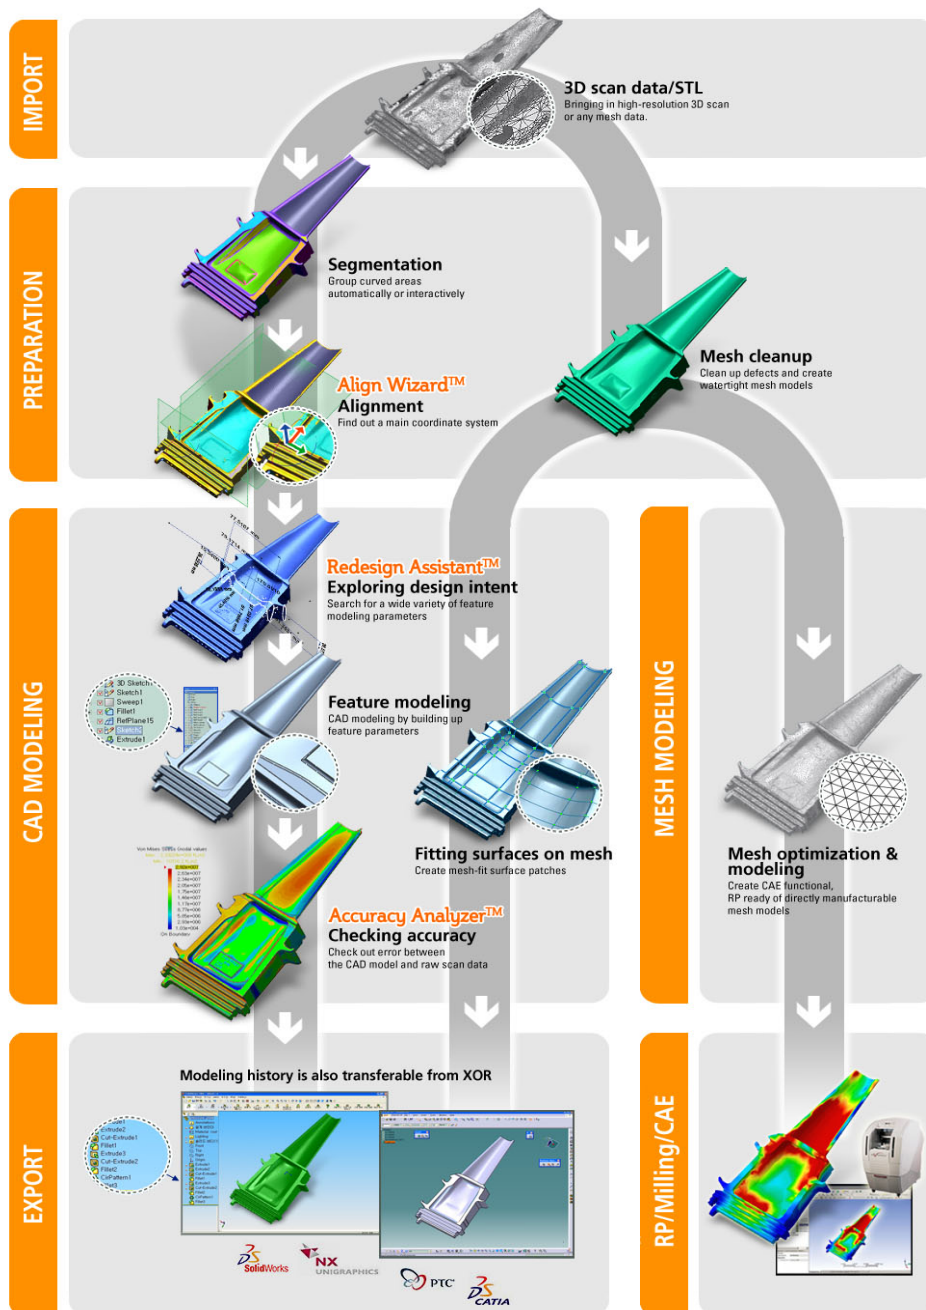 IMPORT
3D scan data/STL
Bringing in high-resolution 3D scan
or any mesh data.
PREPARATION
Segmentation
Group curved areas
automatically or interactively
Align Wizard™
Alignment
Find out a main coordinate system
Mesh cleanup
Clean up defects and create
watertight mesh models
CAD MODELING
Redesign Assistant™
Exploring design intent
Search for a wide variety of feature
modeling parameters
3D Sketch1
Sketch1
Sweep1
Fillet1
RefPlane15
Sketch2
Extrude1
Feature modeling
CAD modeling by building up
feature parameters
Fitting surfaces on mesh
Create mesh-fit surface patches
Accuracy Analyzer™
Checking accuracy
Check out error between
the CAD model and raw scan data
MESH MODELING
Mesh optimization &
modeling
Create CAE functional,
RP ready of directly manufacturable
mesh models
EXPORT
Modeling history is also transferable from XOR
Extrude2
Cut-Extrude1
Fillet1
Extrude3
Cut-Extrude2
Fillet2
CirPattern1
SolidWorks
NX
UNIGRAPHICS
PTC
CATIA
RP/Milling/CAE